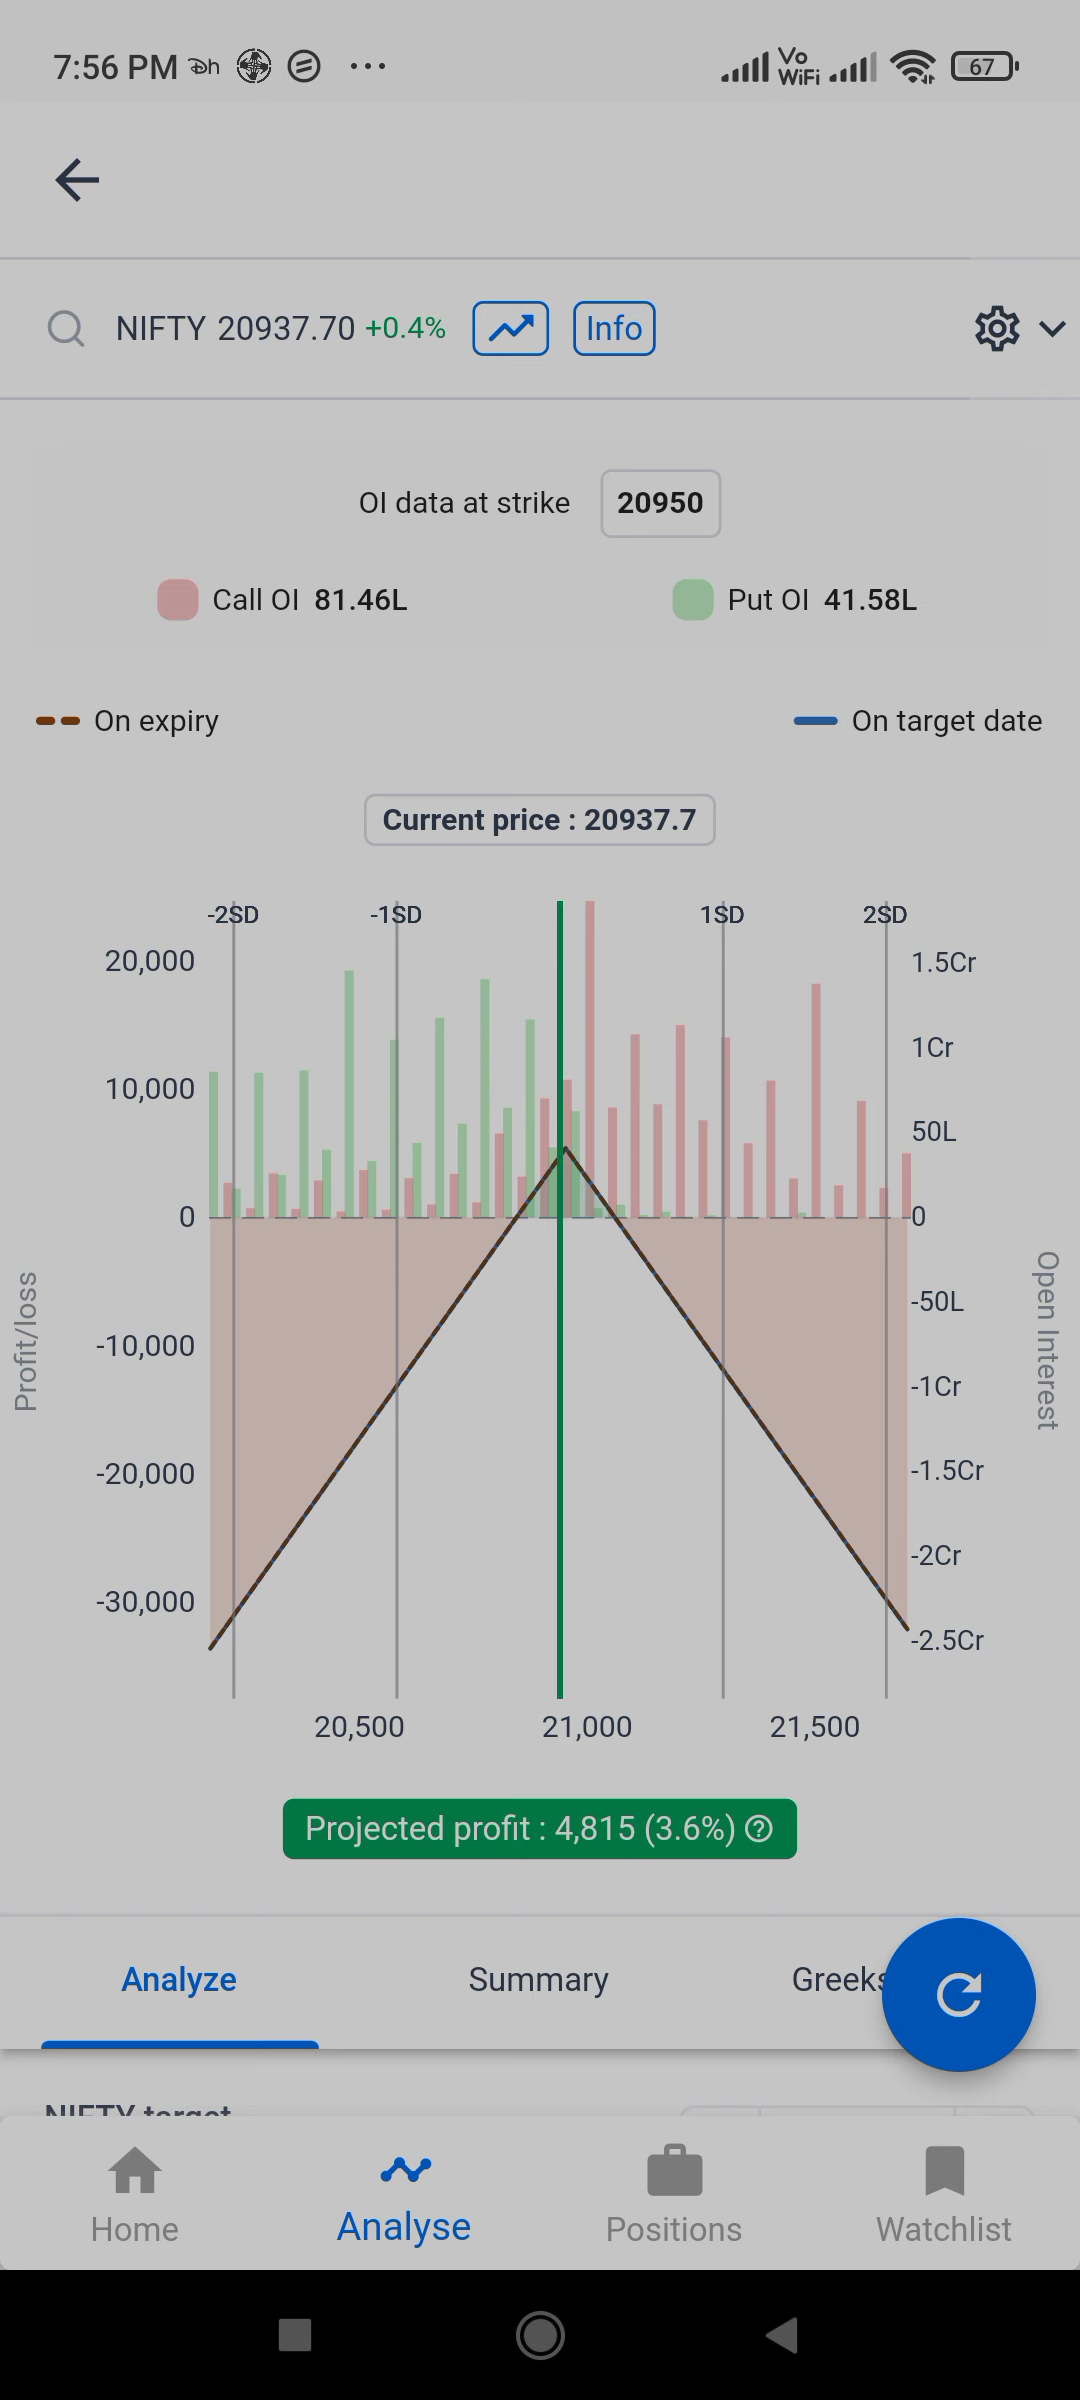 7:56 PM
Vo
WiFi
67
NIFTY 20937.70 +0.4% Info
OI data at strike 20950
Call OI 81.46L Put OI 41.58L
On expiry On target date
Current price : 20937.7
-2SD -1SD 1SD 2SD
20,000 1.5Cr
1Cr
10,000
50L
0 0
-50L
-10,000
-1Cr
-20,000 -1.5Cr
-2Cr
-30,000
-2.5Cr
Profit/loss
Open Interest
20,500 21,000 21,500
Projected profit : 4,815 (3.6%)
Analyze Summary Greeks
NIFTY target
Home Analyse Positions Watchlist